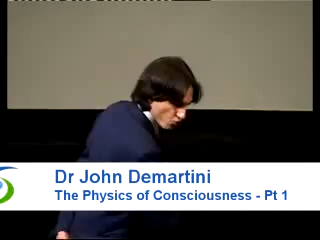 Dr John Demartini
The Physics of Consciousness - Pt 1